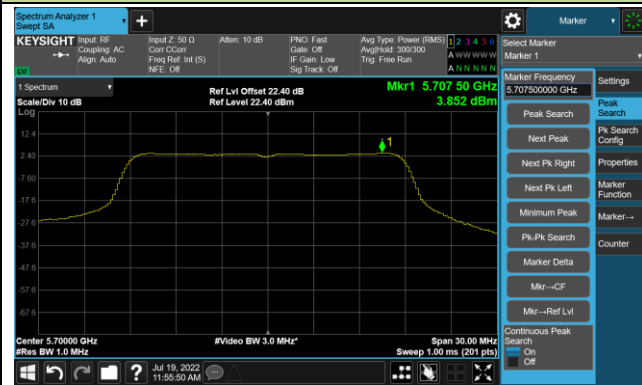 Spectrum Analyzer 1
Swept SA
+
Marker
KEYSIGHT
Input: RF
Coupling: AC
Align: Auto
Input Z: 50 Ω
Corr CCorr
Freq Ref: Int (S)
NFE: Off
Atten: 10 dB
PNO: Fast
Gate: Off
IF Gain: Low
Sig Track: Off
Avg Type: Power (RMS)
Avg|Hold: 300/300
Trig: Free Run
1 2 3 4 5 6
A W W W W W
A N N N N N
LXI
Select Marker
Marker 1
1 Spectrum
Scale/Div 10 dB
Log
Ref Lvl Offset 22.40 dB
Ref Level 22.40 dBm
Mkr1 5.707 50 GHz
3.852 dBm
1
12.4
2.40
-7.60
-17.6
-27.6
-37.6
-47.6
-57.6
-67.6
Center 5.70000 GHz
#Res BW 1.0 MHz
#Video BW 3.0 MHz*
Span 30.00 MHz
Sweep 1.00 ms (201 pts)
Marker Frequency
5.707500000 GHz
Peak Search
Next Peak
Next Pk Right
Next Pk Left
Minimum Peak
Pk-Pk Search
Marker Delta
Mkr→CF
Mkr→Ref Lvl
Continuous Peak
Search
On
Off
Settings
Peak
Search
Pk Search
Config
Properties
Marker
Function
Marker→
Counter
?
Jul 19, 2022
11:55:50 AM